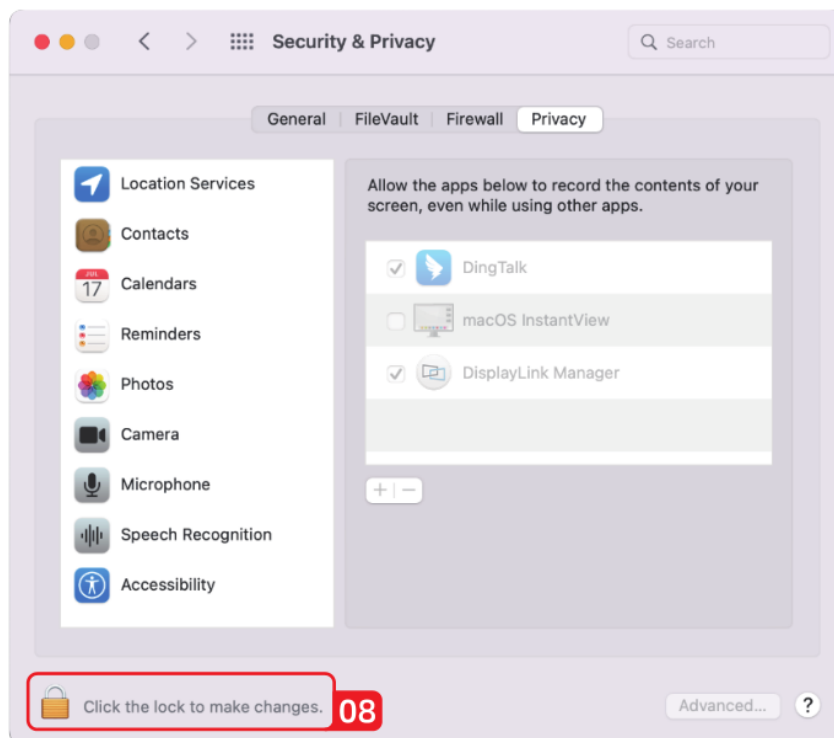 Security & Privacy
Search
General
FileVault
Firewall
Privacy
Location Services
Contacts
JUL
17
Calendars
Reminders
Photos
Camera
Microphone
Speech Recognition
Accessibility
Allow the apps below to record the contents of your
screen, even while using other apps.
DingTalk
macOS InstantView
DisplayLink Manager
+ | −
Click the lock to make changes.
08
Advanced...
?